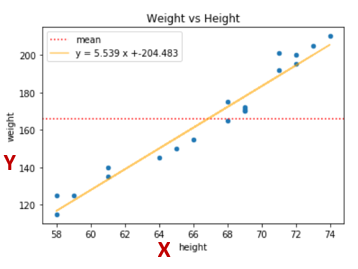 Weight vs Height
mean
y = 5.539 x +-204.483
200
180
160
140
120
weight
Y
58 60 62 64 66 68 70 72 74
X height